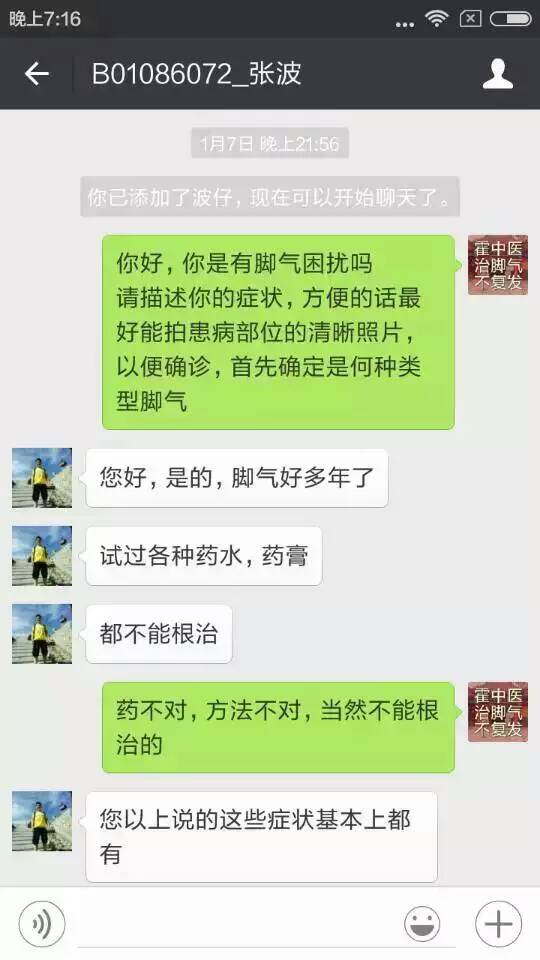 晚上7:16
B01086072_张波
1月7日 晚上21:56
你已添加了波仔，现在可以开始聊天了。
你好，你是有脚气困扰吗
请描述你的症状，方便的话最
好能拍患病部位的清晰照片，
以便确诊，首先确定是何种类
型脚气
霍中医
治脚气
不复发
您好，是的，脚气好多年了
试过各种药水，药膏
都不能根治
药不对，方法不对，当然不能根
治的
霍中医
治脚气
不复发
您以上说的这些症状基本上都
有